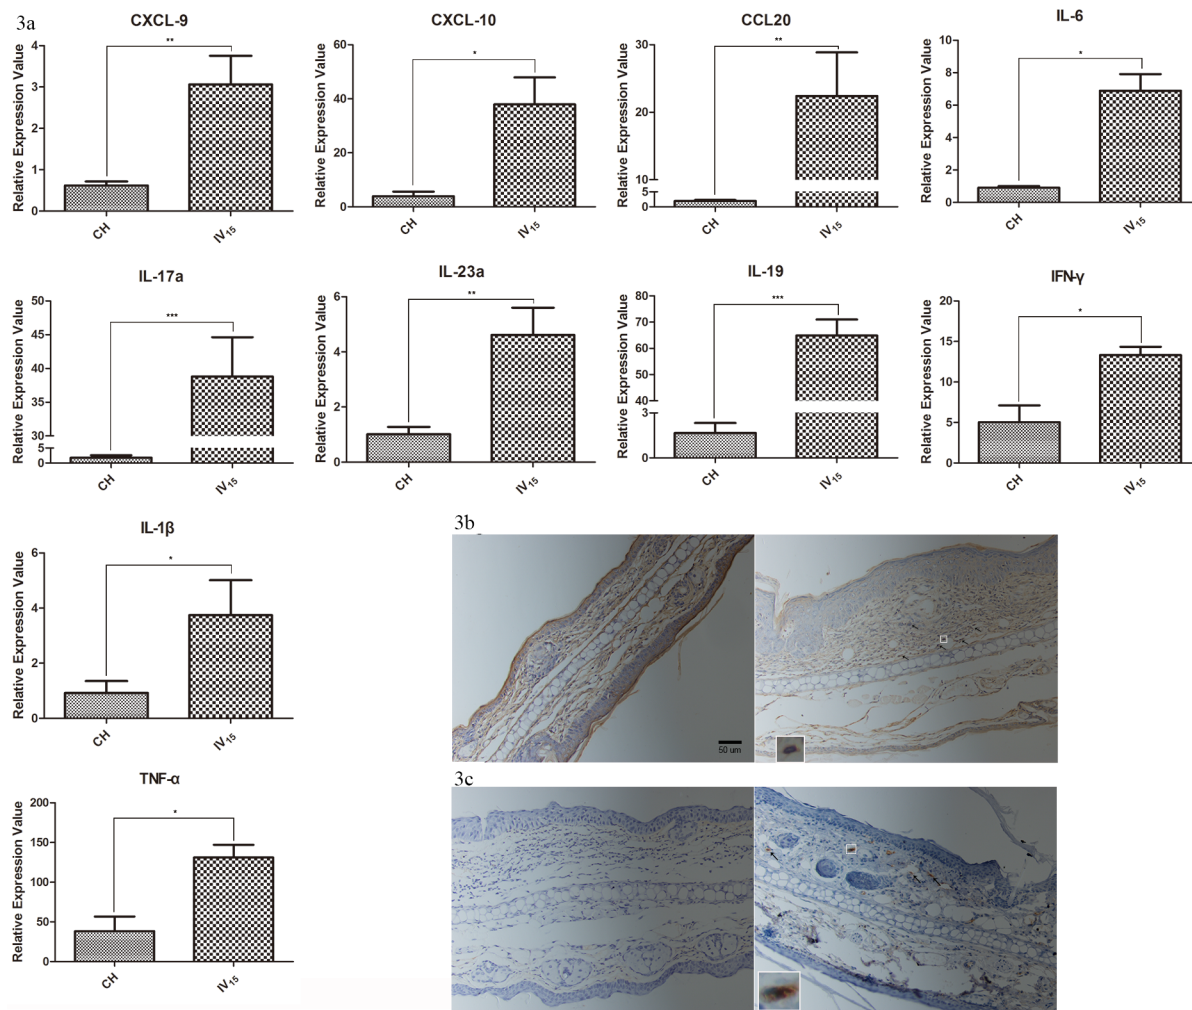 3a
CXCL-9
Relative Expression Value
4
3
2
1
0
**
CH
IV15
CXCL-10
Relative Expression Value
60
40
20
0
*
CH
IV15
CCL20
Relative Expression Value
30
20
10
5
0
**
CH
IV15
IL-6
Relative Expression Value
10
8
6
4
2
0
*
CH
IV15
IL-17a
Relative Expression Value
50
45
40
35
30
5
0
***
CH
IV15
IL-23a
Relative Expression Value
6
4
2
0
**
CH
IV15
IL-19
Relative Expression Value
80
70
60
50
40
3
0
***
CH
IV15
IFN-γ
Relative Expression Value
20
15
10
5
0
*
CH
IV15
IL-1β
Relative Expression Value
6
4
2
0
*
CH
IV15
3b
50 um
TNF-α
Relative Expression Value
200
150
100
50
0
*
CH
IV15
3c